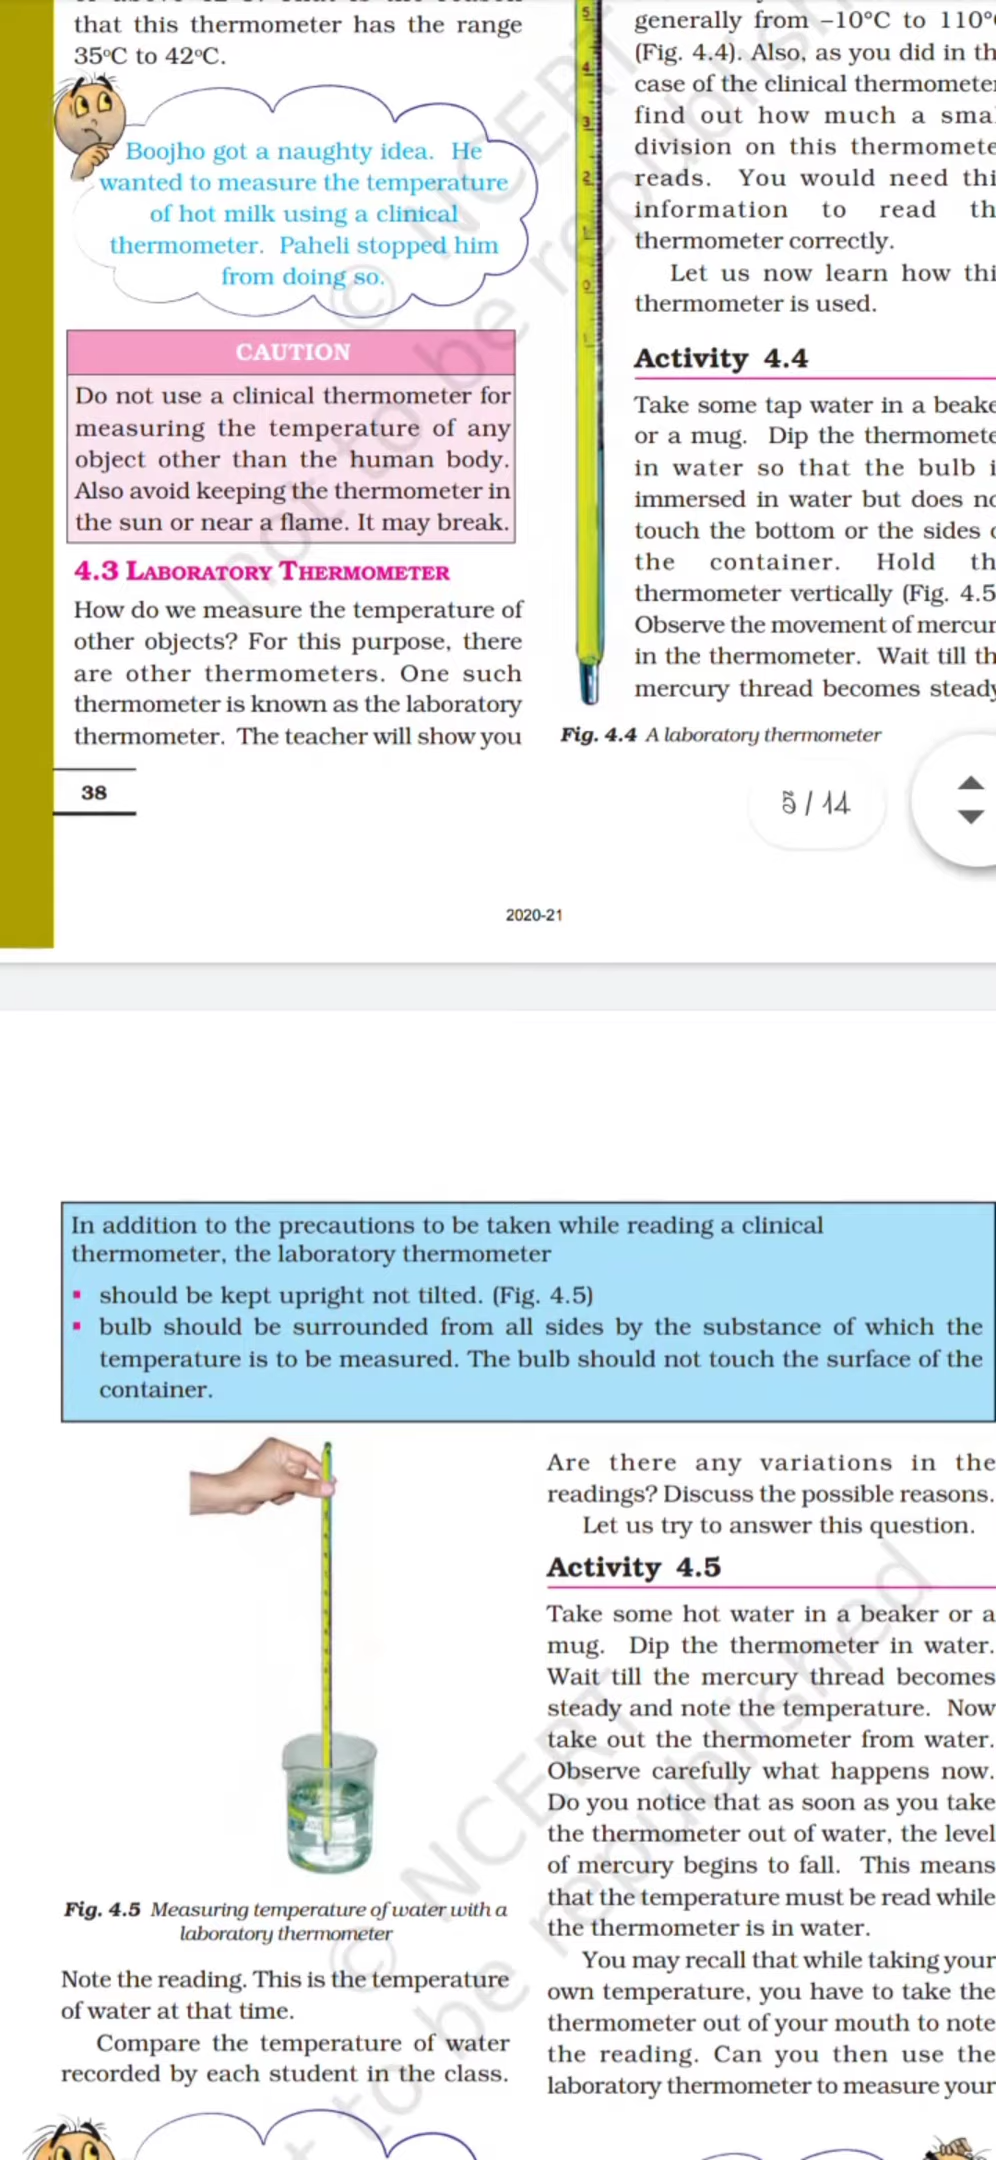 that this thermometer has the range
35°C to 42°C.
Boojho got a naughty idea. He
wanted to measure the temperature
of hot milk using a clinical
thermometer. Paheli stopped him
from doing so.
CAUTION
Do not use a clinical thermometer for
measuring the temperature of any
object other than the human body.
Also avoid keeping the thermometer in
the sun or near a flame. It may break.
4.3 LABORATORY THERMOMETER
How do we measure the temperature of
other objects? For this purpose, there
are other thermometers. One such
thermometer is known as the laboratory
thermometer. The teacher will show you
38
5
4
3
2
1
0
1
generally from –10°C to 110°
(Fig. 4.4). Also, as you did in th
case of the clinical thermometer
find out how much a smal
division on this thermomete
reads. You would need thi
information to read th
thermometer correctly.
Let us now learn how thi
thermometer is used.
Activity 4.4
Take some tap water in a beake
or a mug. Dip the thermomete
in water so that the bulb i
immersed in water but does no
touch the bottom or the sides o
the container. Hold th
thermometer vertically (Fig. 4.5
Observe the movement of mercur
in the thermometer. Wait till th
mercury thread becomes steady
Fig. 4.4 A laboratory thermometer
5 / 14
2020-21
© NCERT
not to be republished
In addition to the precautions to be taken while reading a clinical
thermometer, the laboratory thermometer
▪ should be kept upright not tilted. (Fig. 4.5)
▪ bulb should be surrounded from all sides by the substance of which the
temperature is to be measured. The bulb should not touch the surface of the
container.
Fig. 4.5 Measuring temperature of water with a
laboratory thermometer
Note the reading. This is the temperature
of water at that time.
Compare the temperature of water
recorded by each student in the class.
Are there any variations in the
readings? Discuss the possible reasons.
Let us try to answer this question.
Activity 4.5
Take some hot water in a beaker or a
mug. Dip the thermometer in water.
Wait till the mercury thread becomes
steady and note the temperature. Now
take out the thermometer from water.
Observe carefully what happens now.
Do you notice that as soon as you take
the thermometer out of water, the level
of mercury begins to fall. This means
that the temperature must be read while
the thermometer is in water.
You may recall that while taking your
own temperature, you have to take the
thermometer out of your mouth to note
the reading. Can you then use the
laboratory thermometer to measure your
© NCERT
to be republished